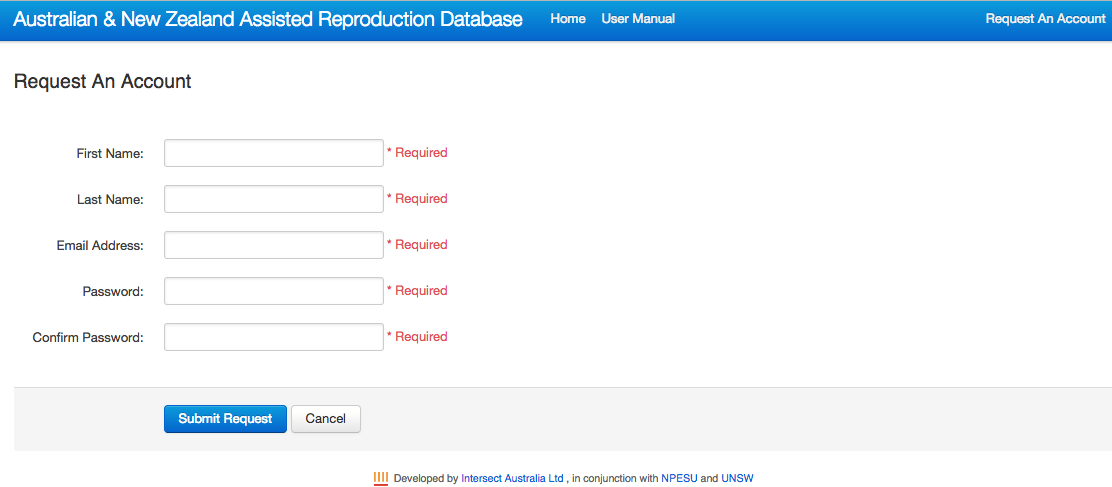 Australian & New Zealand Assisted Reproduction Database Home User Manual Request An Account
Request An Account
First Name: * Required
Last Name: * Required
Email Address: * Required
Password: * Required
Confirm Password: * Required
Submit Request Cancel
Developed by Intersect Australia Ltd , in conjunction with NPESU and UNSW